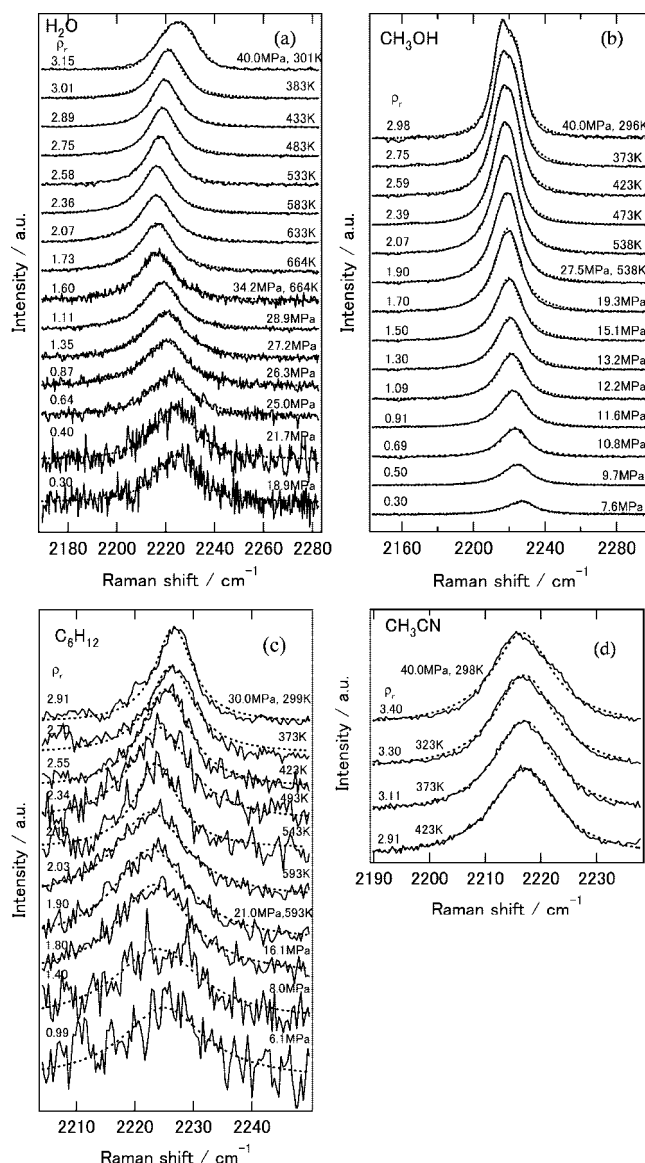 H₂O
(a)
ρᵣ
3.15 40.0MPa, 301K
3.01 383K
2.89 433K
2.75 483K
2.58 533K
2.36 583K
2.07 633K
1.73 664K
1.60 34.2MPa, 664K
1.11 28.9MPa
1.35 27.2MPa
0.87 26.3MPa
0.64 25.0MPa
0.40 21.7MPa
0.30 18.9MPa
Intensity / a.u.
2180 2200 2220 2240 2260 2280
Raman shift / cm⁻¹
CH₃OH
(b)
ρᵣ
2.98 40.0MPa, 296K
2.75 373K
2.59 423K
2.39 473K
2.07 538K
1.90 27.5MPa, 538K
1.70 19.3MPa
1.50 15.1MPa
1.30 13.2MPa
1.09 12.2MPa
0.91 11.6MPa
0.69 10.8MPa
0.50 9.7MPa
0.30 7.6MPa
Intensity / a.u.
2160 2200 2240 2280
Raman shift / cm⁻¹
C₆H₁₂
(c)
ρᵣ
2.91 30.0MPa, 299K
373K
2.55 423K
2.34 493K
543K
2.03 593K
1.90 21.0MPa,593K
1.80 16.1MPa
1.40 8.0MPa
0.99 6.1MPa
Intensity / a.u.
2210 2220 2230 2240
Raman shift / cm⁻¹
CH₃CN
(d)
40.0MPa, 298K
ρᵣ
3.40
3.30 323K
3.11 373K
2.91 423K
Intensity / a.u.
2190 2200 2210 2220 2230
Raman shift / cm⁻¹